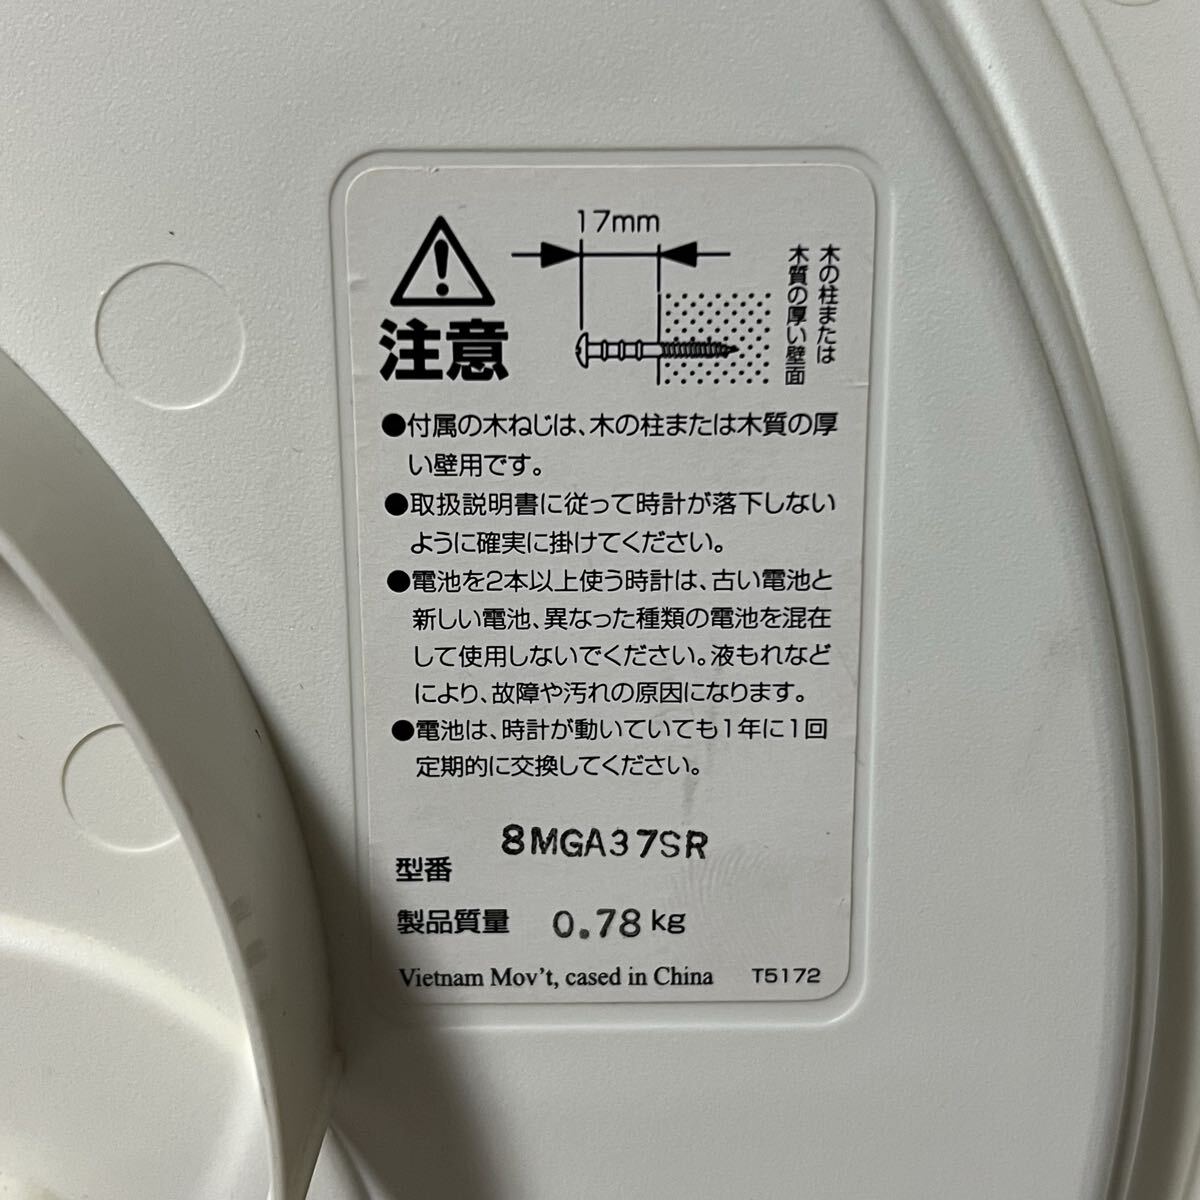 17mm
木の柱または
木質の厚い壁面
注意
●付属の木ねじは、木の柱または木質の厚
い壁用です。
●取扱説明書に従って時計が落下しない
ように確実に掛けてください。
●電池を2本以上使う時計は、古い電池と
新しい電池、異なった種類の電池を混在
して使用しないでください。液もれなど
により、故障や汚れの原因になります。
●電池は、時計が動いていても1年に1回
定期的に交換してください。
型番 8MGA37SR
製品質量 0.78kg
Vietnam Mov't, cased in China T5172